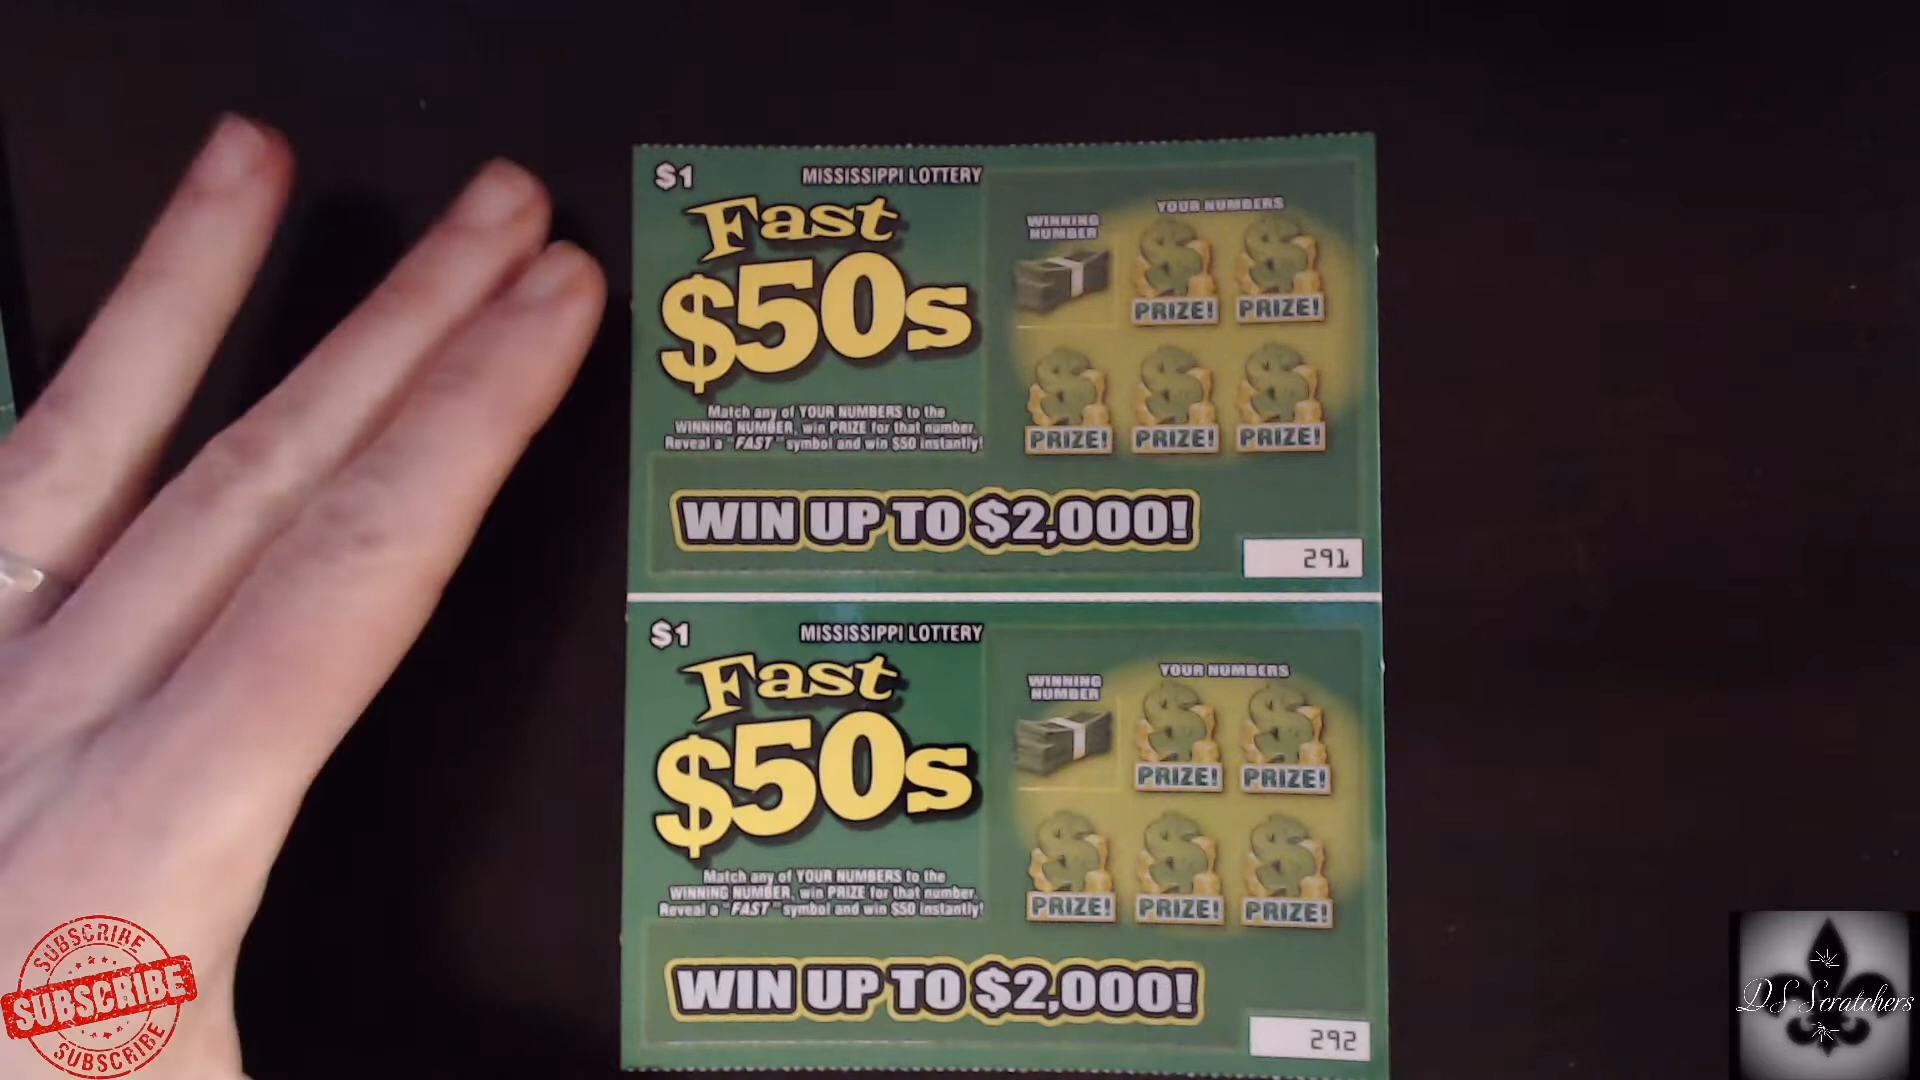 $1
MISSISSIPPI LOTTERY
Fast
$50s
Match any of YOUR NUMBERS to the
WINNING NUMBER, win PRIZE for that number.
Reveal a "FAST" symbol and win $50 instantly!
WINNING
NUMBER
YOUR NUMBERS
PRIZE! PRIZE!
PRIZE! PRIZE! PRIZE!
WIN UP TO $2,000!
291
$1
MISSISSIPPI LOTTERY
Fast
$50s
Match any of YOUR NUMBERS to the
WINNING NUMBER, win PRIZE for that number.
Reveal a "FAST" symbol and win $50 instantly!
WINNING
NUMBER
YOUR NUMBERS
PRIZE! PRIZE!
PRIZE! PRIZE! PRIZE!
WIN UP TO $2,000!
292
SUBSCRIBE
SUBSCRIBE
SUBSCRIBE
DS-Scratchers